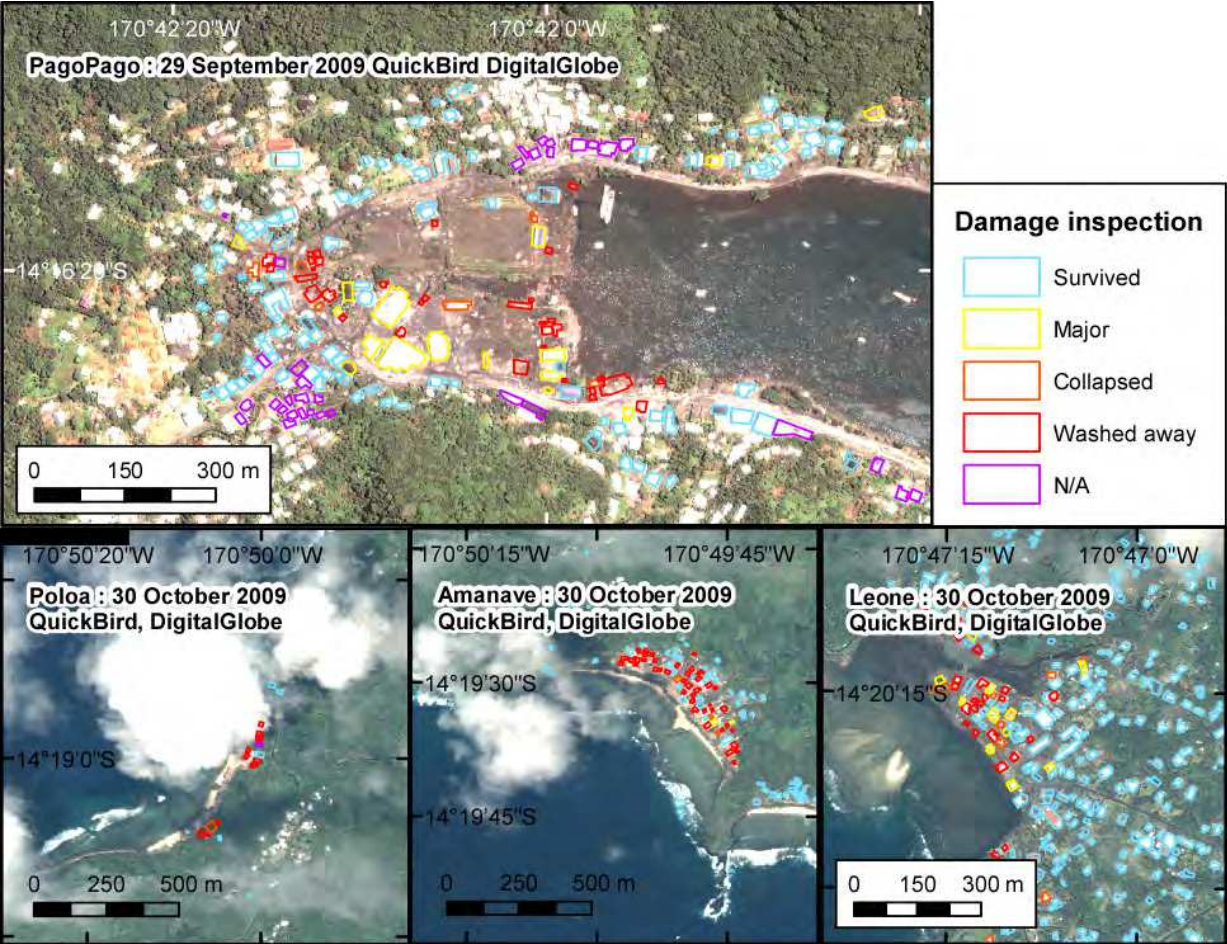 170°42'20"W
170°42'0"W
PagoPago : 29 September 2009 QuickBird DigitalGlobe
14°16'20"S
0 150 300 m
Damage inspection
Survived
Major
Collapsed
Washed away
N/A
170°50'20"W
170°50'0"W
Poloa : 30 October 2009
QuickBird, DigitalGlobe
14°19'0"S
0 250 500 m
170°50'15"W
170°49'45"W
Amanave : 30 October 2009
QuickBird, DigitalGlobe
14°19'30"S
14°19'45"S
0 250 500 m
170°47'15"W
170°47'0"W
Leone : 30 October 2009
QuickBird, DigitalGlobe
14°20'15"S
0 150 300 m